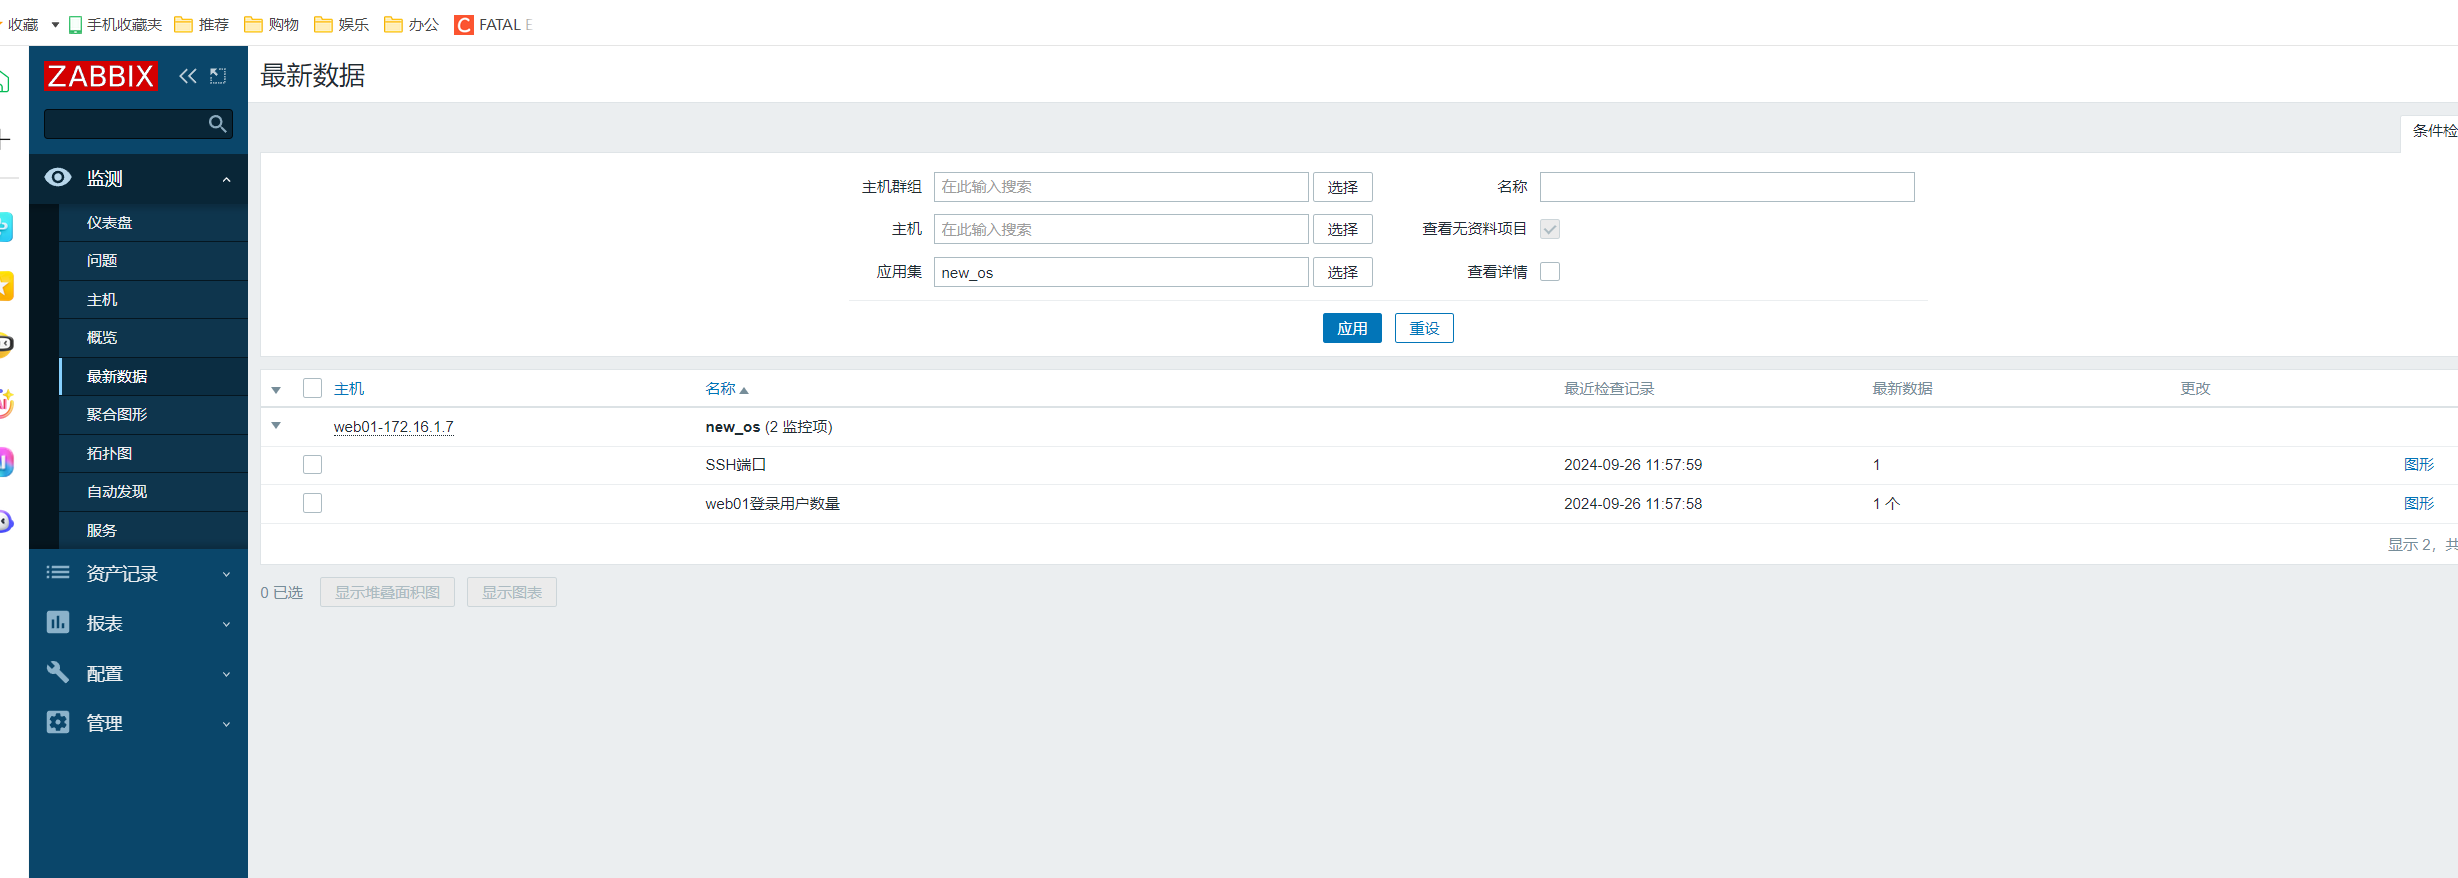 收藏 手机收藏夹 推荐 购物 娱乐 办公 FATAL E
ZABBIX
最新数据
条件检
监测
仪表盘
问题
主机
概览
最新数据
聚合图形
拓扑图
自动发现
服务
资产记录
报表
配置
管理
主机群组 在此输入搜索 选择 名称
主机 在此输入搜索 选择 查看无资料项目
应用集 new_os 选择 查看详情
应用 重设
主机 名称 最近检查记录 最新数据 更改
web01-172.16.1.7 new_os (2 监控项)
SSH端口 2024-09-26 11:57:59 1 图形
web01登录用户数量 2024-09-26 11:57:58 1 个 图形
显示 2，共
0 已选 显示堆叠面积图 显示图表